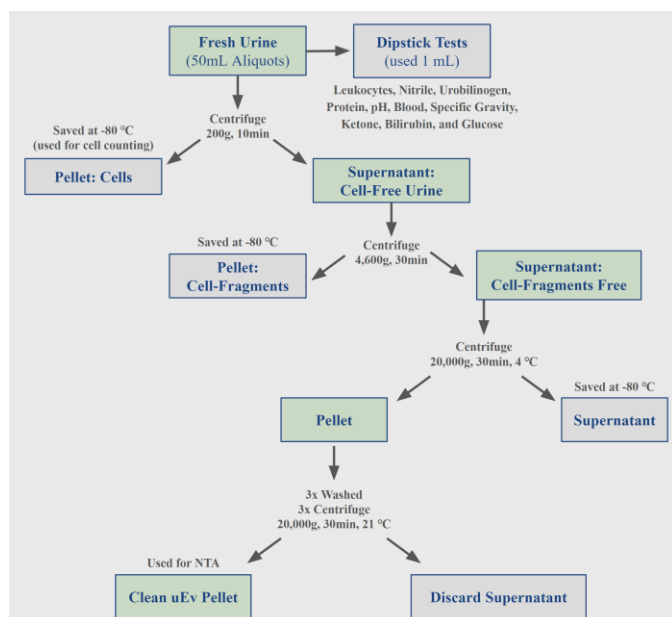 Fresh Urine
(50mL Aliquots)
Dipstick Tests
(used 1 mL)
Leukocytes, Nitrile, Urobilinogen,
Protein, pH, Blood, Specific Gravity,
Ketone, Bilirubin, and Glucose
Centrifuge
200g, 10min
Saved at -80 °C
(used for cell counting)
Pellet: Cells
Supernatant:
Cell-Free Urine
Saved at -80 °C
Pellet:
Cell-Fragments
Centrifuge
4,600g, 30min
Supernatant:
Cell-Fragments Free
Centrifuge
20,000g, 30min, 4 °C
Pellet
Saved at -80 °C
Supernatant
3x Washed
3x Centrifuge
20,000g, 30min, 21 °C
Used for NTA
Clean uEv Pellet
Discard Supernatant